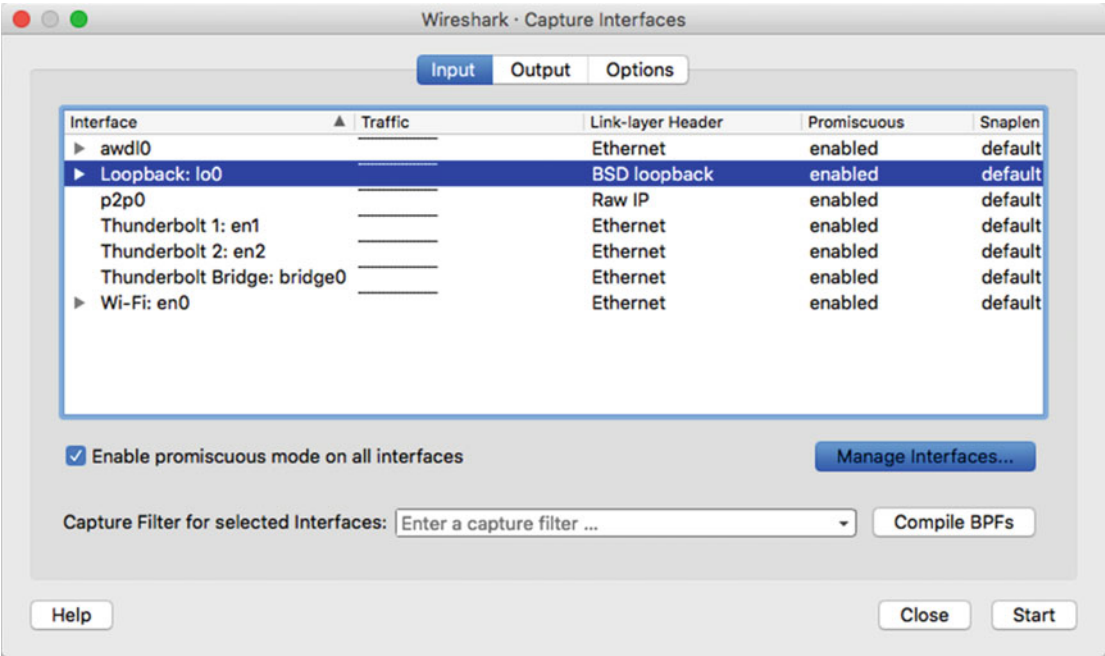 Wireshark · Capture Interfaces
Input Output Options
Interface Traffic Link-layer Header Promiscuous Snaplen
awdl0 Ethernet enabled default
Loopback: lo0 BSD loopback enabled default
p2p0 Raw IP enabled default
Thunderbolt 1: en1 Ethernet enabled default
Thunderbolt 2: en2 Ethernet enabled default
Thunderbolt Bridge: bridge0 Ethernet enabled default
Wi-Fi: en0 Ethernet enabled default
Enable promiscuous mode on all interfaces Manage Interfaces...
Capture Filter for selected Interfaces: Enter a capture filter ... Compile BPFs
Help Close Start